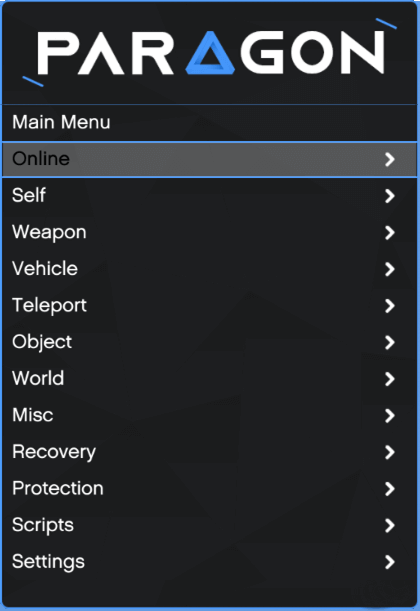 PARAGON
Main Menu
Online
Self
Weapon
Vehicle
Teleport
Object
World
Misc
Recovery
Protection
Scripts
Settings